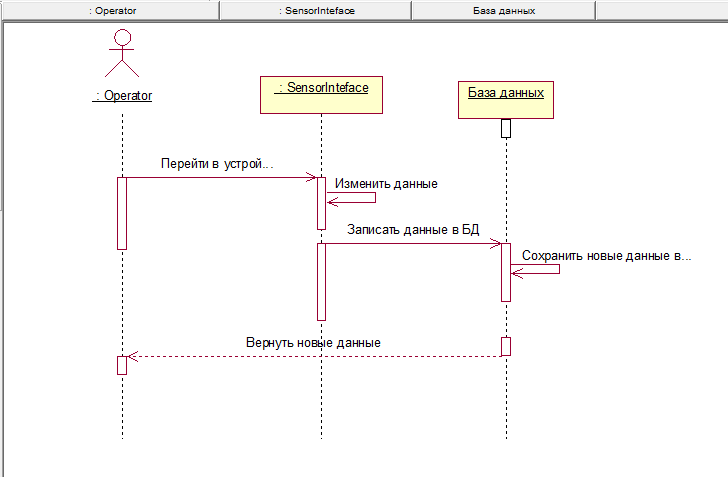 : Operator
: SensorInteface
База данных
: Operator
: SensorInteface
База данных
Перейти в устрой...
Изменить данные
Записать данные в БД
Сохранить новые данные в...
Вернуть новые данные